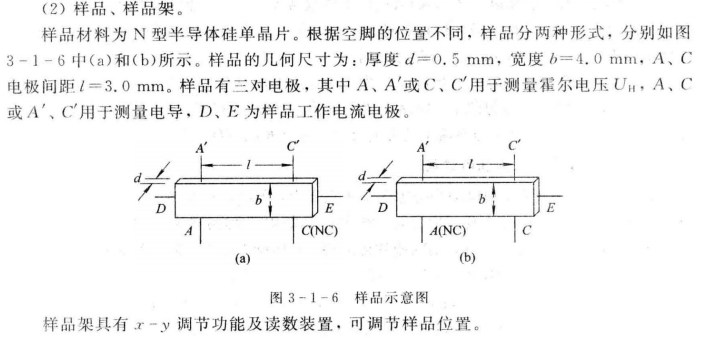 (2) 样品、样品架。
样品材料为 N 型半导体硅单晶片。根据空脚的位置不同，样品分两种形式，分别如图
3-1-6 中(a)和(b)所示。样品的几何尺寸为：厚度 d=0.5 mm，宽度 b=4.0 mm，A、C
电极间距 l=3.0 mm。样品有三对电极，其中 A、A′或 C、C′用于测量霍尔电压 U_H，A、C
或 A′、C′用于测量电导，D、E 为样品工作电流电极。
A′ C′ A′ C′
l l
d d
b b
D E D E
A C(NC) A(NC) C
(a) (b)
图 3-1-6 样品示意图
样品架具有 x-y 调节功能及读数装置，可调节样品位置。